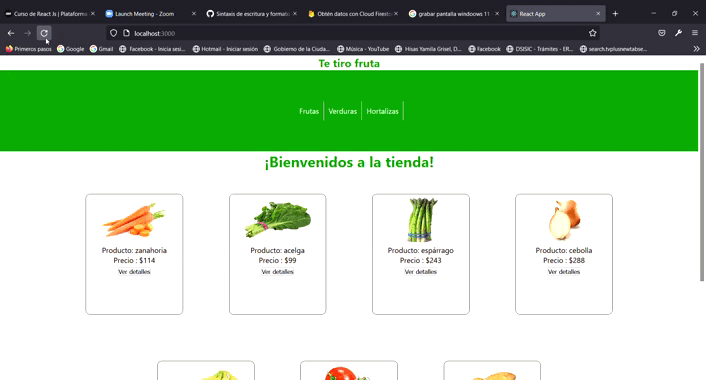 Curso de React Js | Plataform
Launch Meeting - Zoom
Sintaxis de escritura y formato
Obtén datos con Cloud Firestor
grabar pantalla windows 11 -
React App
localhost:3000
Primeros pasos
Google
Gmail
Facebook - Inicia sesi...
Hotmail - Iniciar sesión
Gobierno de la Ciuda...
Música - YouTube
Hisas Yamila Grisel, D...
Facebook
DSISIC - Trámites - ER...
search.tvplusnewtabse...
Te tiro fruta
Frutas
Verduras
Hortalizas
¡Bienvenidos a la tienda!
Producto: zanahoria
Precio : $114
Ver detalles
Producto: acelga
Precio : $99
Ver detalles
Producto: espárrago
Precio : $243
Ver detalles
Producto: cebolla
Precio : $288
Ver detalles